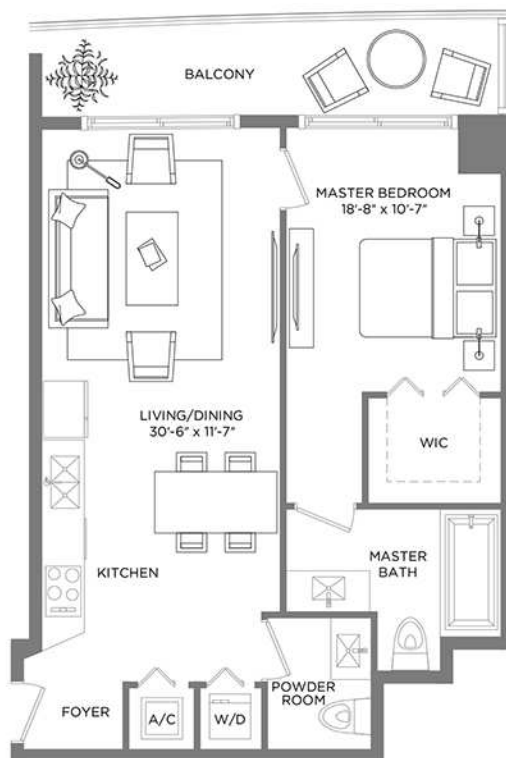 BALCONY
MASTER BEDROOM
18'-8" x 10'-7"
LIVING/DINING
30'-6" x 11'-7"
WIC
MASTER
BATH
KITCHEN
POWDER
ROOM
FOYER
A/C
W/D